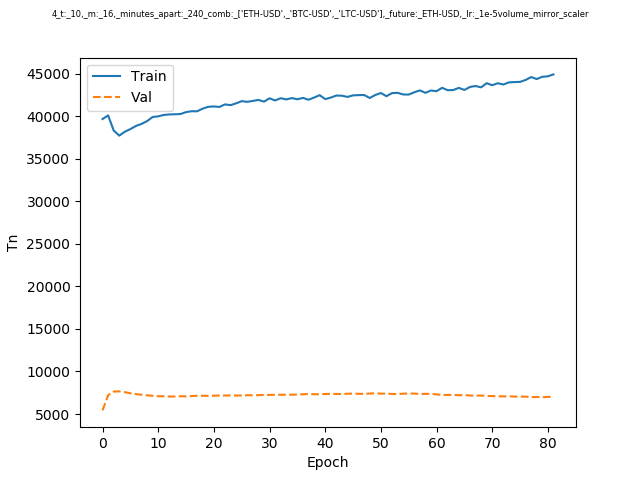 4_t:_10,_m:_16,_minutes_apart:_240_comb:_['ETH-USD',_'BTC-USD',_'LTC-USD'],_future:_ETH-USD,_lr:_1e-5volume_mirror_scaler
Train
Val
45000
40000
35000
30000
25000
20000
15000
10000
5000
Tn
0 10 20 30 40 50 60 70 80
Epoch